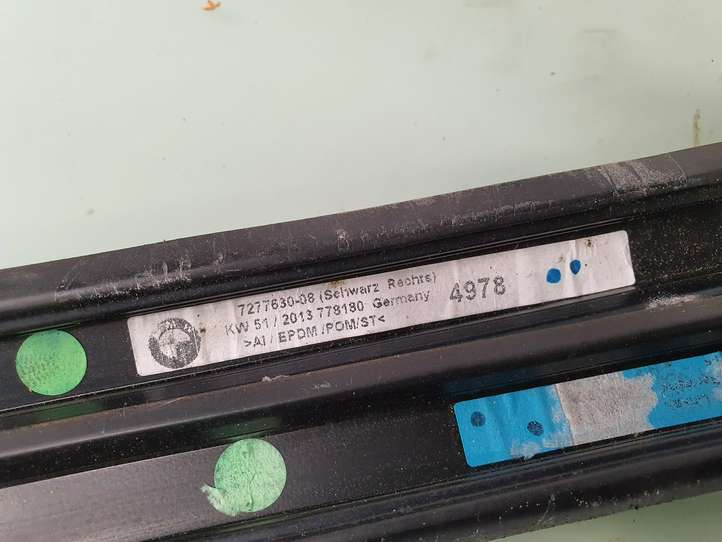 7277630-08 (Schwarz Rechts)
KW 51 / 2013 778180 Germany 4978
>Al / EPDM /POM/ST<